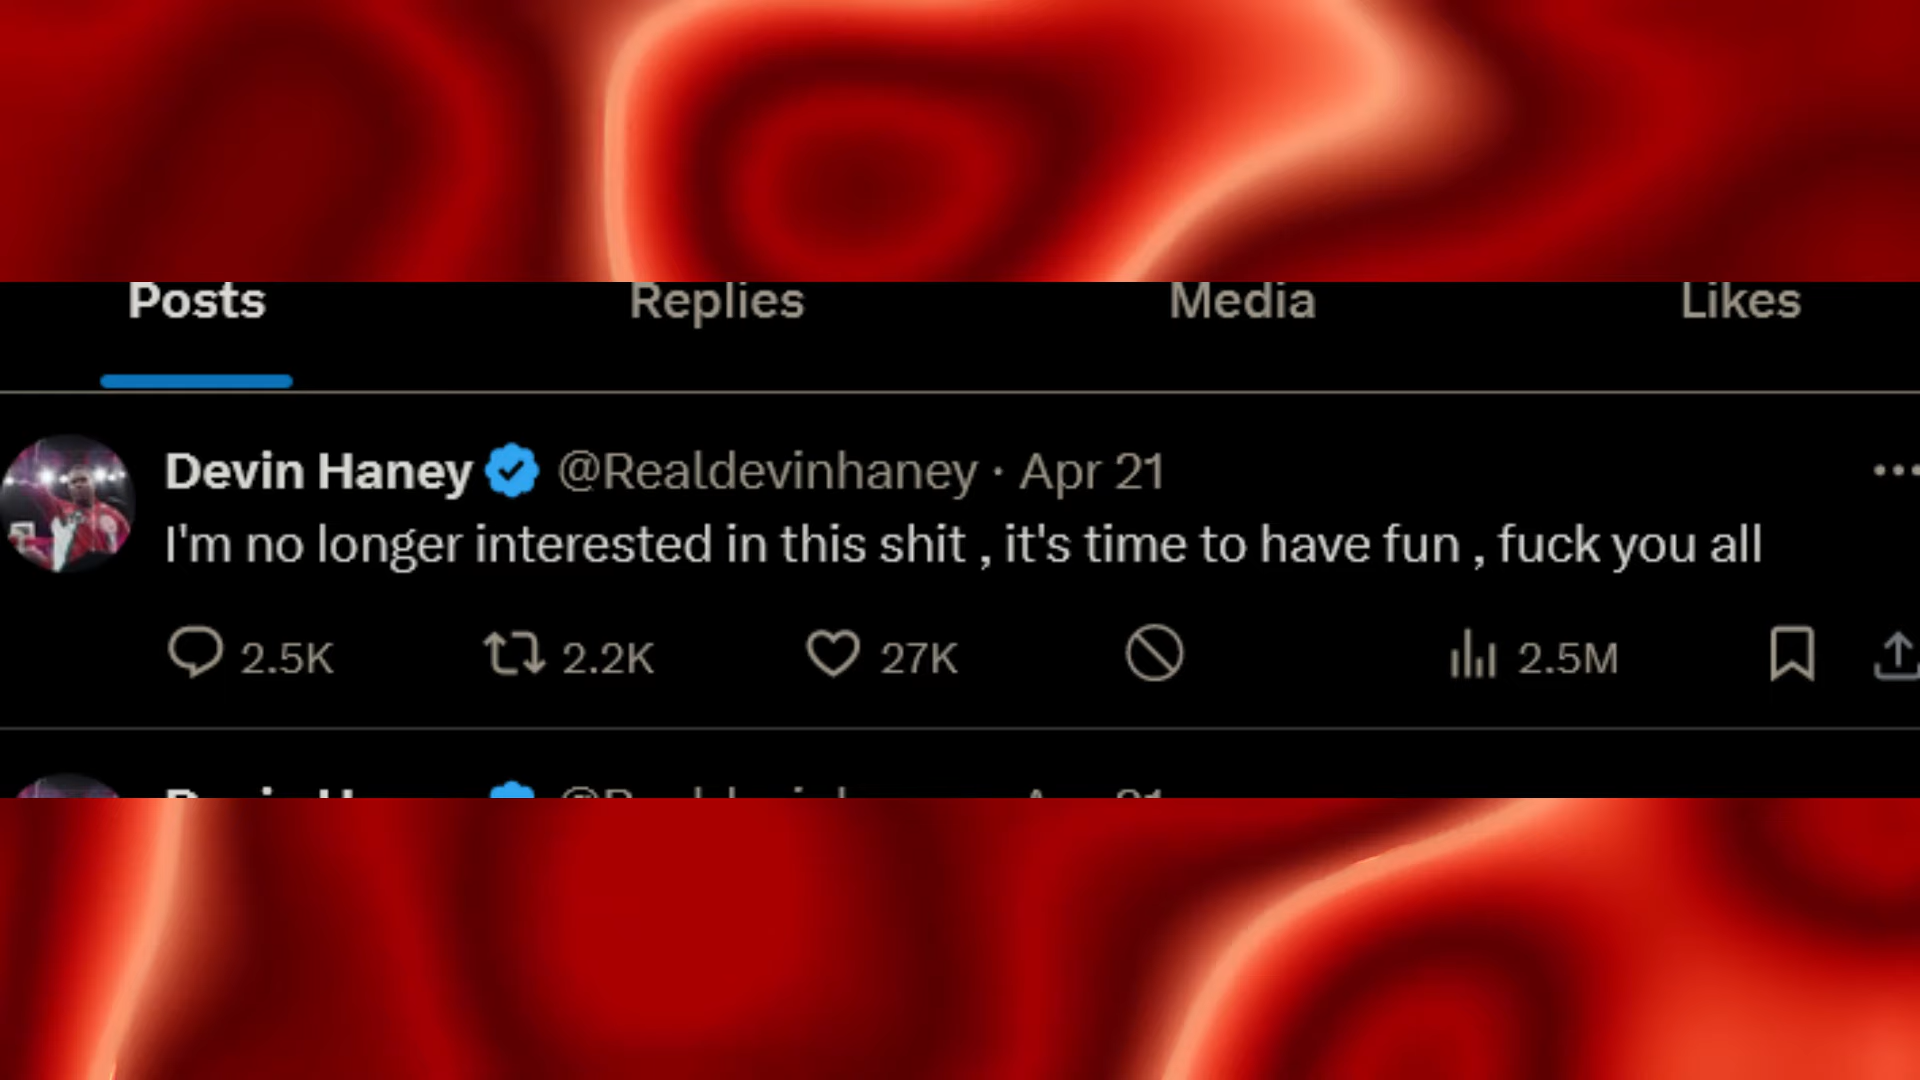 Posts Replies Media Likes
Devin Haney @Realdevinhaney · Apr 21
I'm no longer interested in this shit , it's time to have fun , fuck you all
2.5K 2.2K 27K 2.5M